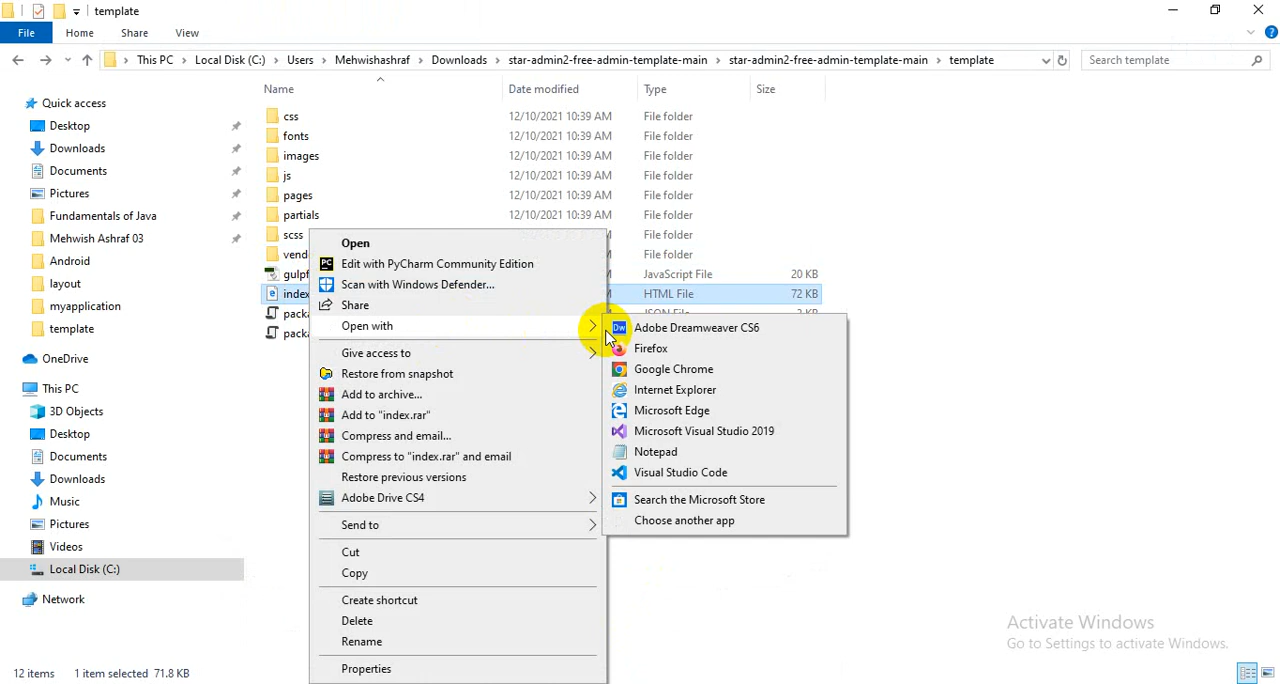 template
File Home Share View
This PC Local Disk (C:) Users Mehwishashraf Downloads star-admin2-free-admin-template-main star-admin2-free-admin-template-main template Search template
Name Date modified Type Size
Quick access
Desktop
Downloads
Documents
Pictures
Fundamentals of Java
Mehwish Ashraf 03
Android
layout
myapplication
template
OneDrive
This PC
3D Objects
Desktop
Documents
Downloads
Music
Pictures
Videos
Local Disk (C:)
Network
css 12/10/2021 10:39 AM File folder
fonts 12/10/2021 10:39 AM File folder
images 12/10/2021 10:39 AM File folder
js 12/10/2021 10:39 AM File folder
pages 12/10/2021 10:39 AM File folder
partials 12/10/2021 10:39 AM File folder
scss File folder
vend File folder
gulpf JavaScript File 20 KB
index HTML File 72 KB
packa
packa
Open
PC Edit with PyCharm Community Edition
Scan with Windows Defender...
Share
Open with
Give access to
Restore from snapshot
Add to archive...
Add to "index.rar"
Compress and email...
Compress to "index.rar" and email
Restore previous versions
Adobe Drive CS4
Send to
Cut
Copy
Create shortcut
Delete
Rename
Properties
Dw Adobe Dreamweaver CS6
Firefox
Google Chrome
Internet Explorer
Microsoft Edge
Microsoft Visual Studio 2019
Notepad
Visual Studio Code
Search the Microsoft Store
Choose another app
Activate Windows
Go to Settings to activate Windows.
12 items 1 item selected 71.8 KB